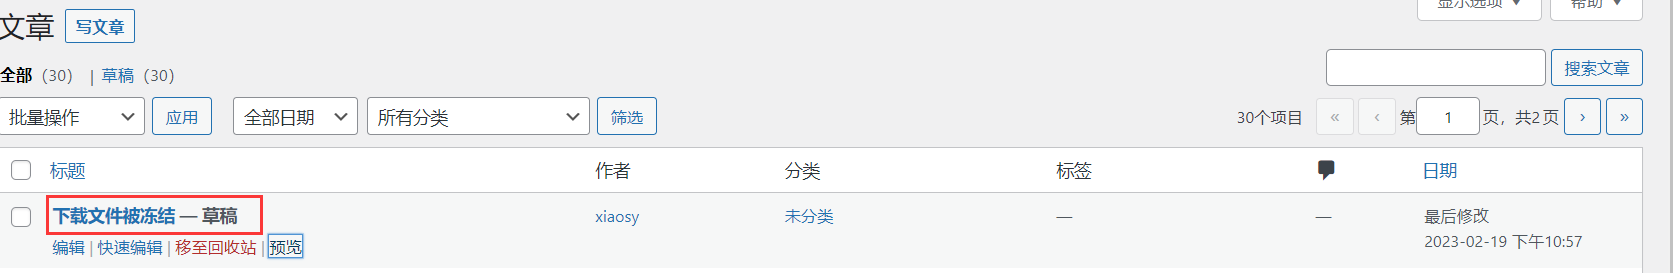 显示选项 ▼ 帮助 ▼
文章 写文章
全部（30） | 草稿（30）
搜索文章
批量操作 应用 全部日期 所有分类 筛选 30个项目 « ‹ 第 1 页，共2页 › »
标题 作者 分类 标签 日期
下载文件被冻结 — 草稿 xiaosy 未分类 — — 最后修改
编辑 | 快速编辑 | 移至回收站 | 预览 2023-02-19 下午10:57